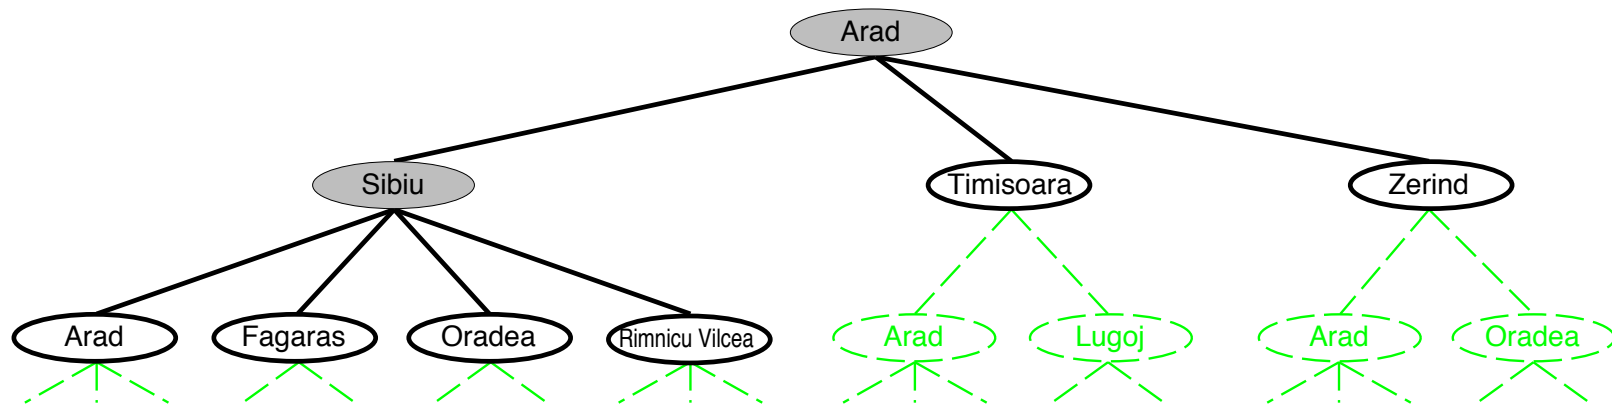 Arad
Sibiu
Timisoara
Zerind
Arad
Fagaras
Oradea
Rimnicu Vilcea
Arad
Lugoj
Arad
Oradea